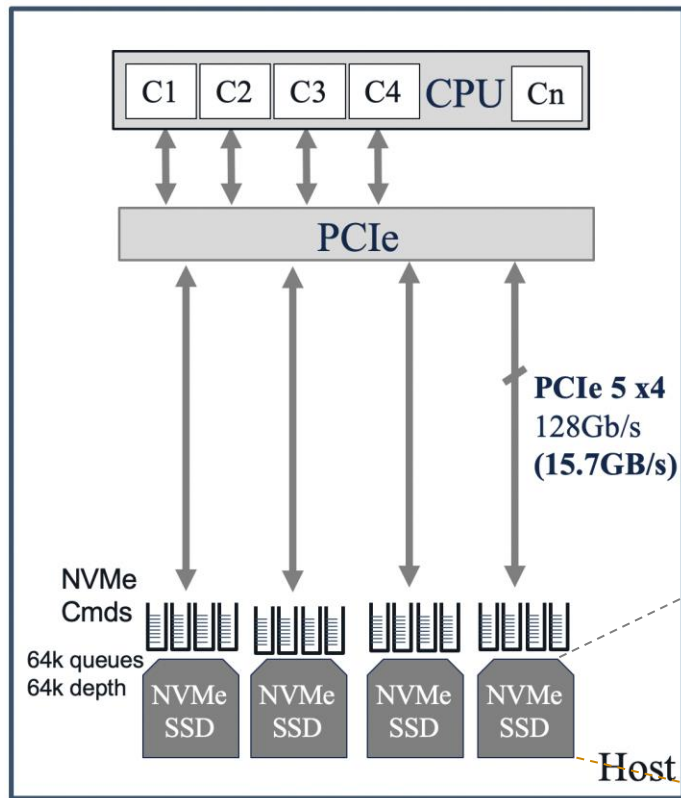 C1 C2 C3 C4 CPU Cn
PCIe
PCIe 5 x4
128Gb/s
(15.7GB/s)
NVMe
Cmds
64k queues
64k depth
NVMe
SSD
NVMe
SSD
NVMe
SSD
NVMe
SSD
Host